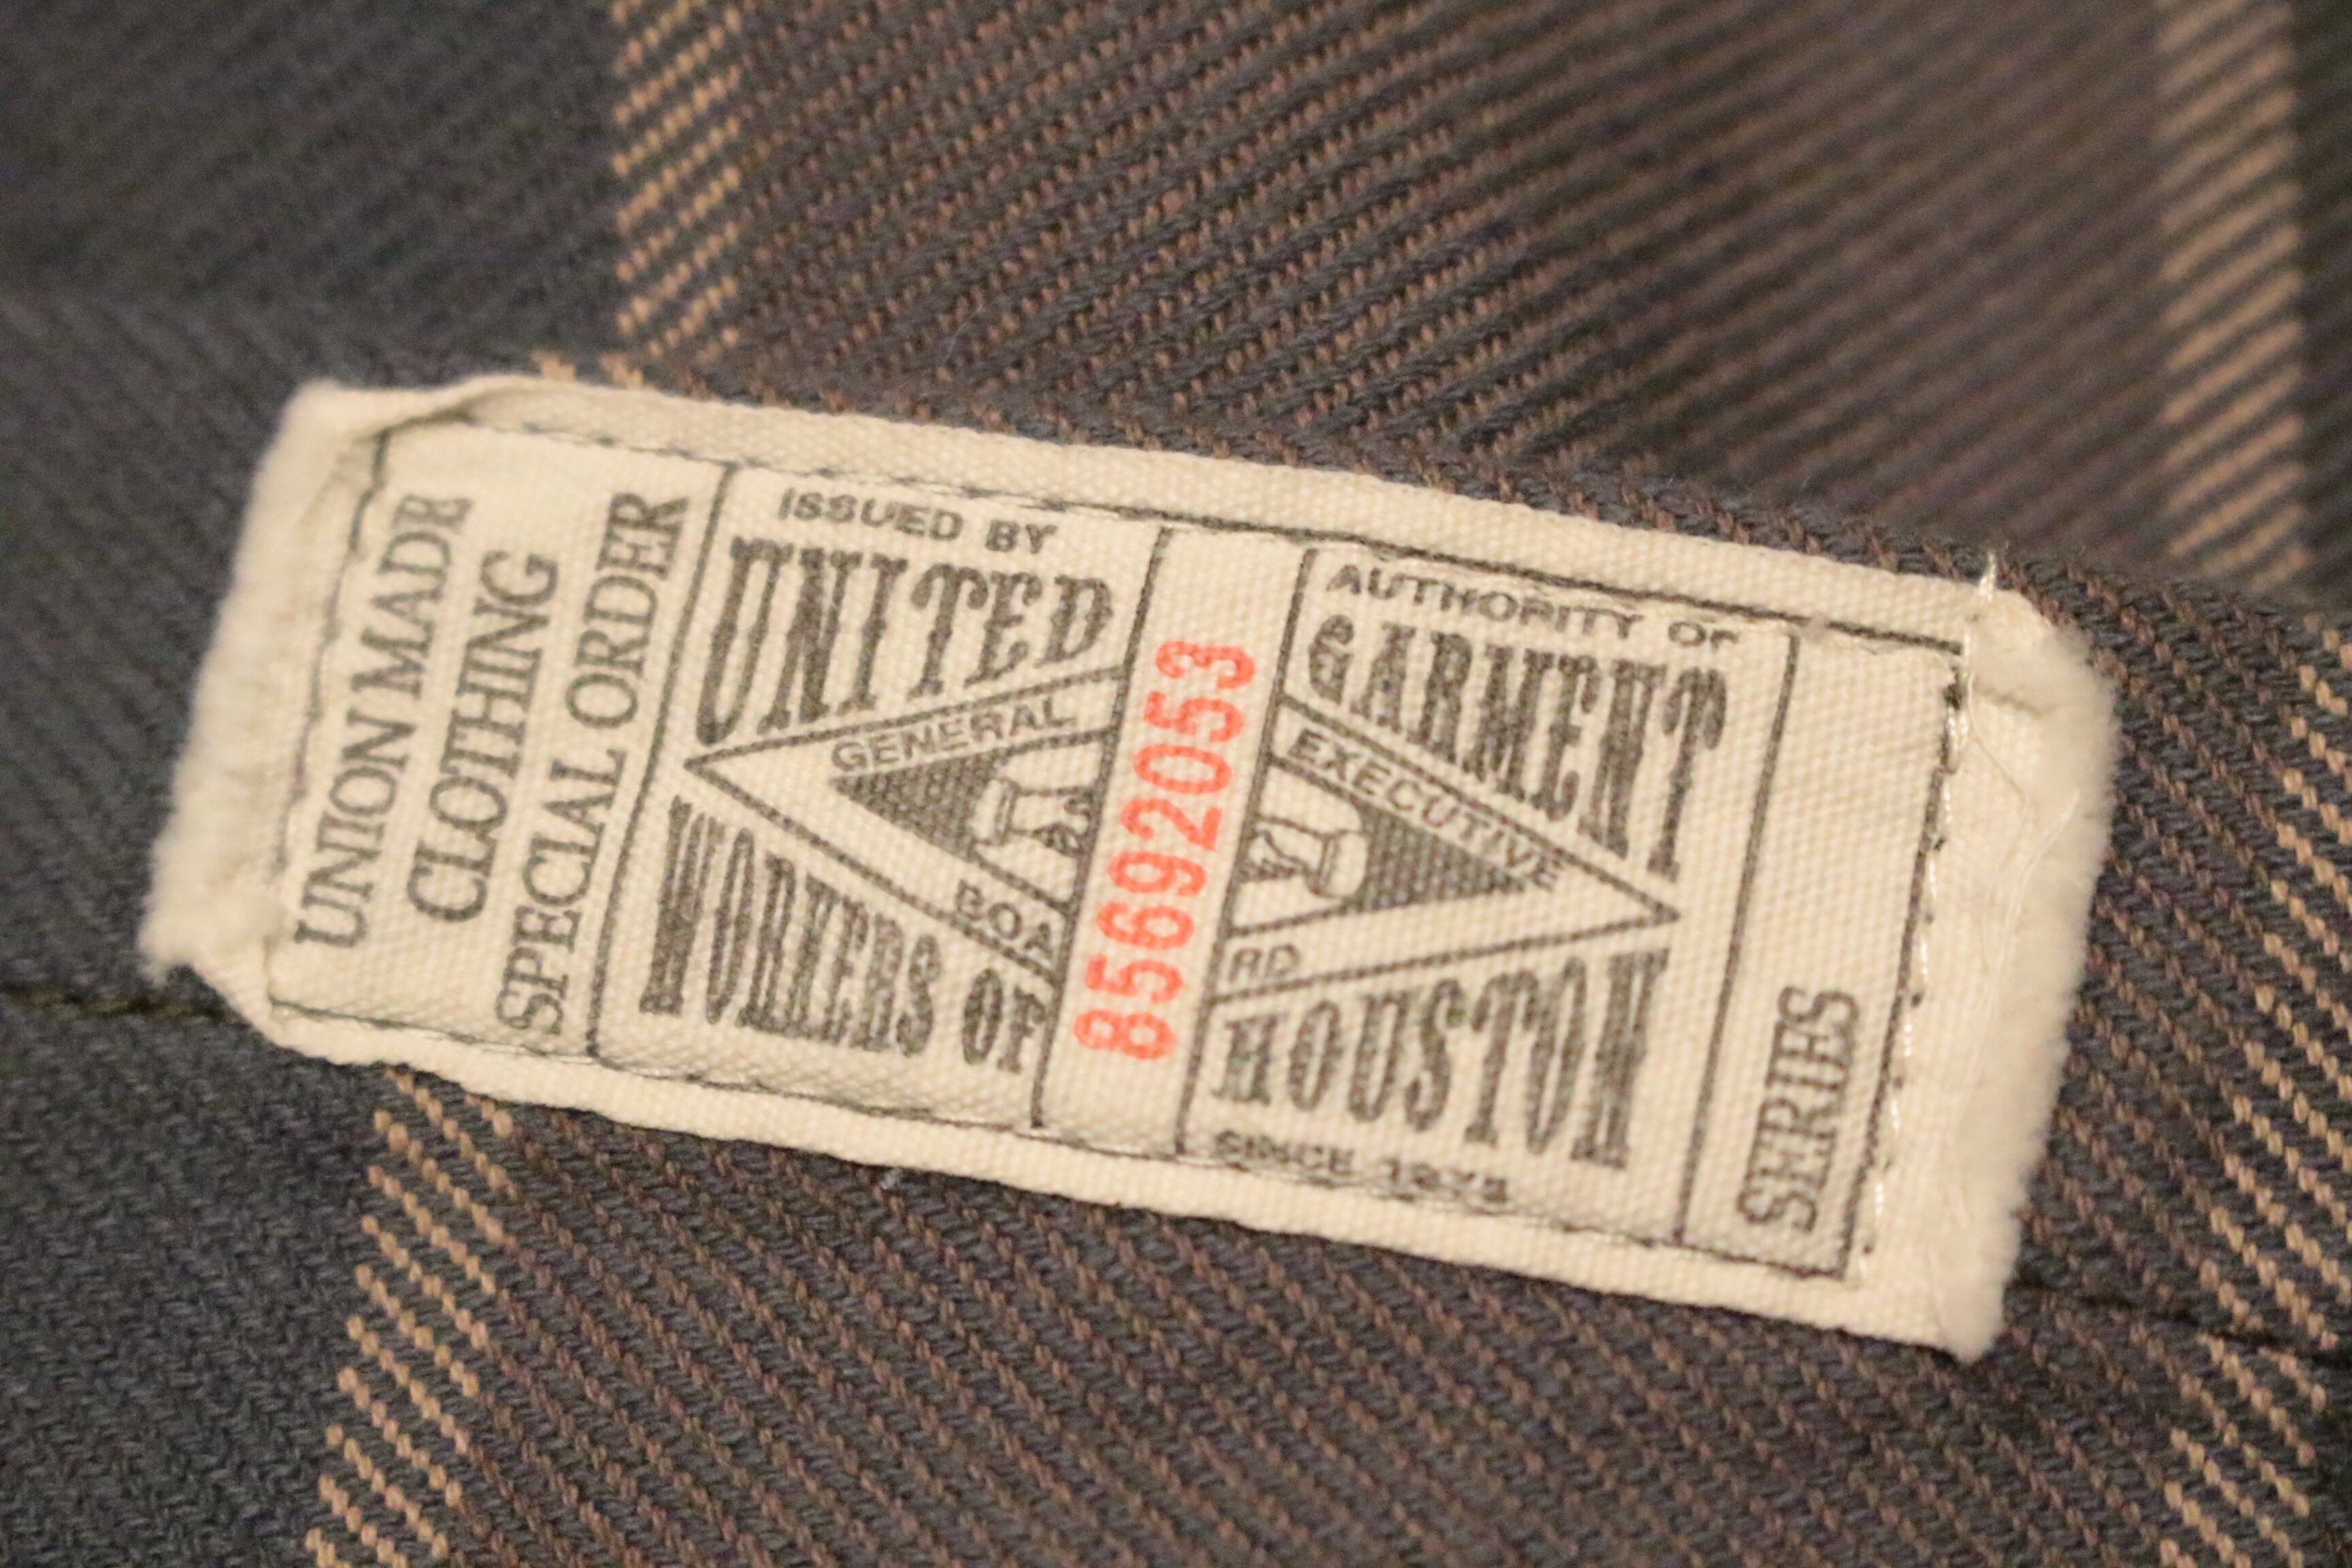 UNION MADE
CLOTHING
SPECIAL ORDER
ISSUED BY
UNITED
GENERAL
BOA
WORKERS OF
85692053
AUTHORITY OF
GARMENT
EXECUTIVE
RD
HOUSTON
SINCE
SERIES